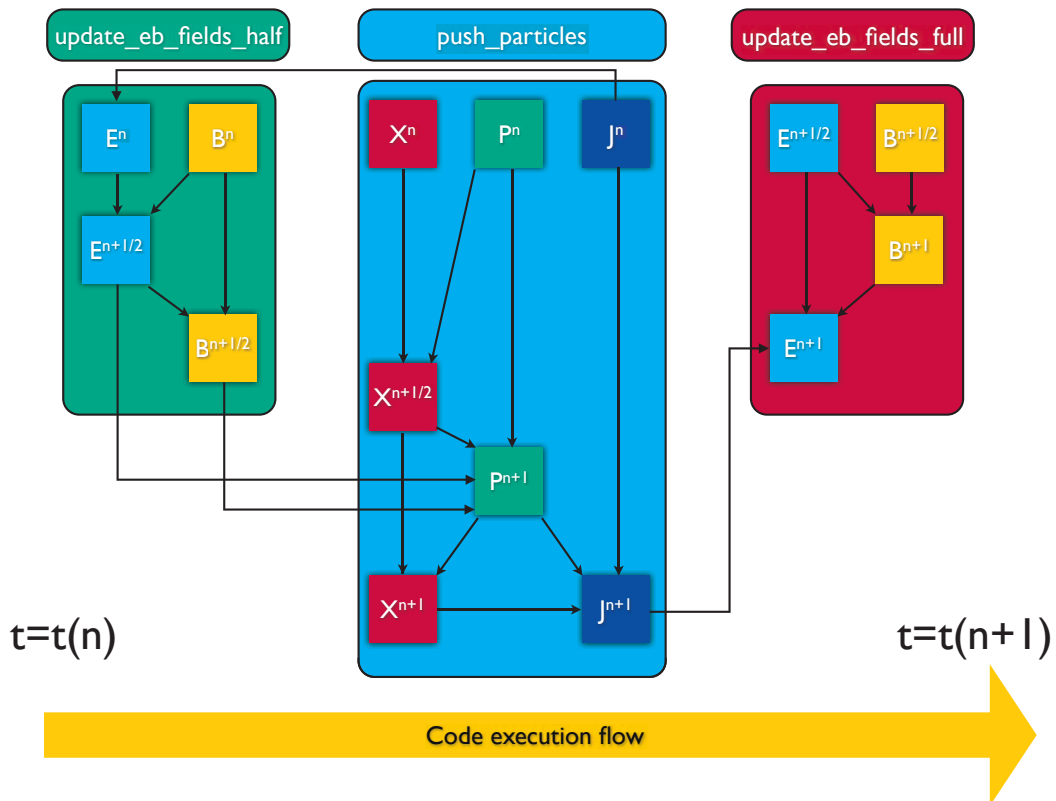 update_eb_fields_half
push_particles
update_eb_fields_full
Eⁿ
Bⁿ
Xⁿ
Pⁿ
Jⁿ
Eⁿ⁺¹/²
Bⁿ⁺¹/²
Eⁿ⁺¹/²
Bⁿ⁺¹
Bⁿ⁺¹/²
Eⁿ⁺¹
Xⁿ⁺¹/²
Pⁿ⁺¹
Xⁿ⁺¹
Jⁿ⁺¹
t=t(n)
t=t(n+1)
Code execution flow